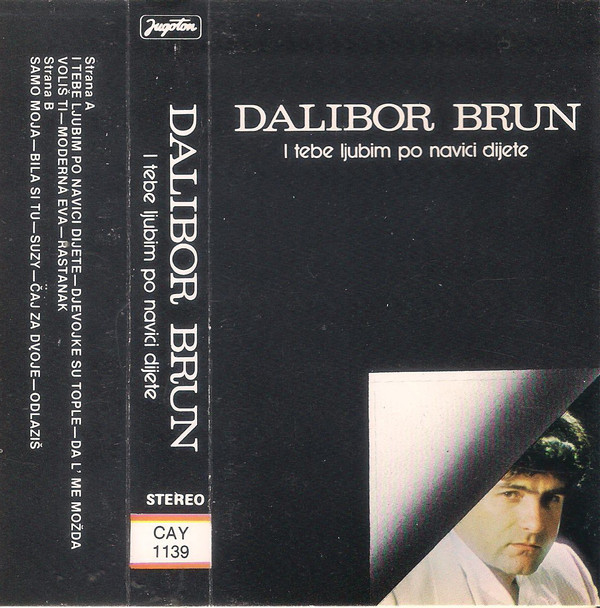 Strana A
I TEBE LJUBIM PO NAVICI DIJETE—DJEVOJKE SU TOPLE—DA L' ME MOŽDA
VOLIŠ TI—MODERNA EVA—RASTANAK
Strana B
SAMO MOJA—BILA SI TU—SUZY—ČAJ ZA DVOJE—ODLAZIŠ
Jugoton
DALIBOR BRUN
I tebe ljubim po navici dijete
STEREO
CAY
1139
DALIBOR BRUN
I tebe ljubim po navici dijete